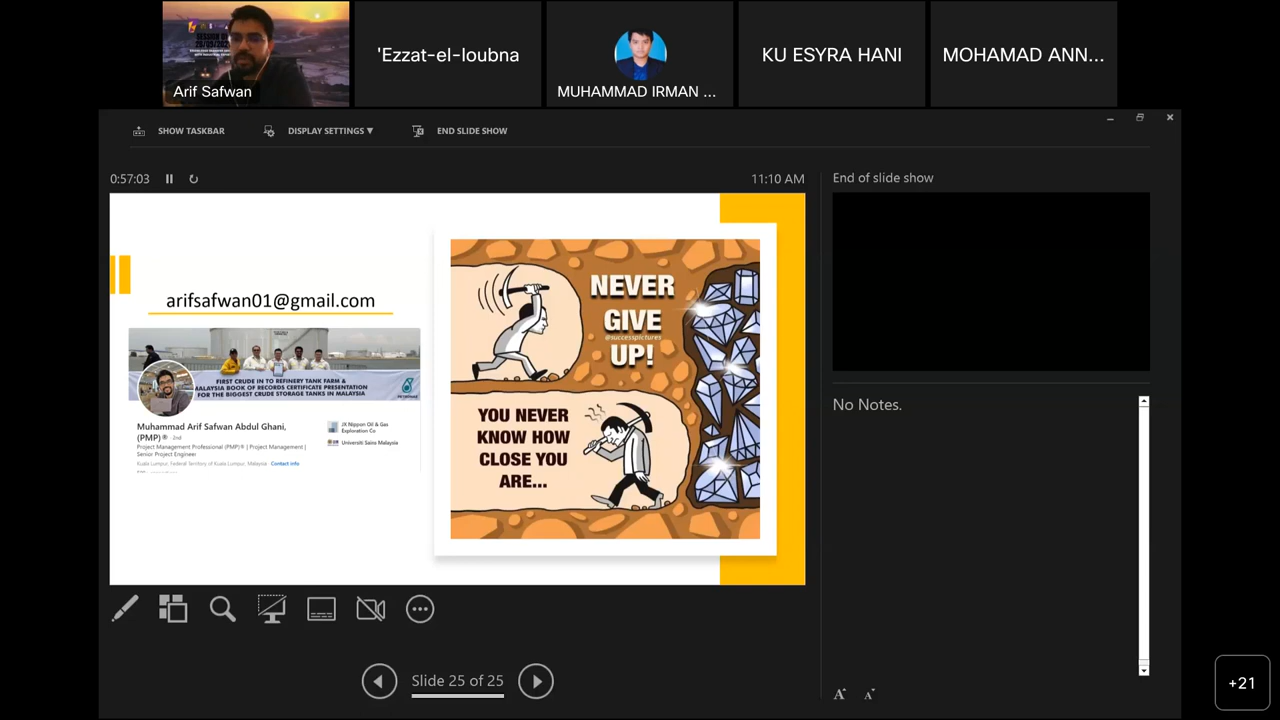 'Ezzat-el-loubna
KU ESYRA HANI
MOHAMAD ANN...
Arif Safwan
MUHAMMAD IRMAN ...
SHOW TASKBAR
DISPLAY SETTINGS ▼
END SLIDE SHOW
0:57:03
11:10 AM
End of slide show
arifsafwan01@gmail.com
FIRST CRUDE IN TO REFINERY TANK FARM &
MALAYSIA BOOK OF RECORDS CERTIFICATE PRESENTATION
FOR THE BIGGEST CRUDE STORAGE TANKS IN MALAYSIA
PETRONAS
Muhammad Arif Safwan Abdul Ghani,
(PMP)® · 2nd
Project Management Professional (PMP)® | Project Management |
Senior Project Engineer
Kuala Lumpur, Federal Territory of Kuala Lumpur, Malaysia · Contact info
JX Nippon Oil & Gas
Exploration Co
Universiti Sains Malaysia
NEVER
GIVE
@successpictures
UP!
YOU NEVER
KNOW HOW
CLOSE YOU
ARE...
No Notes.
Slide 25 of 25
A A
+21